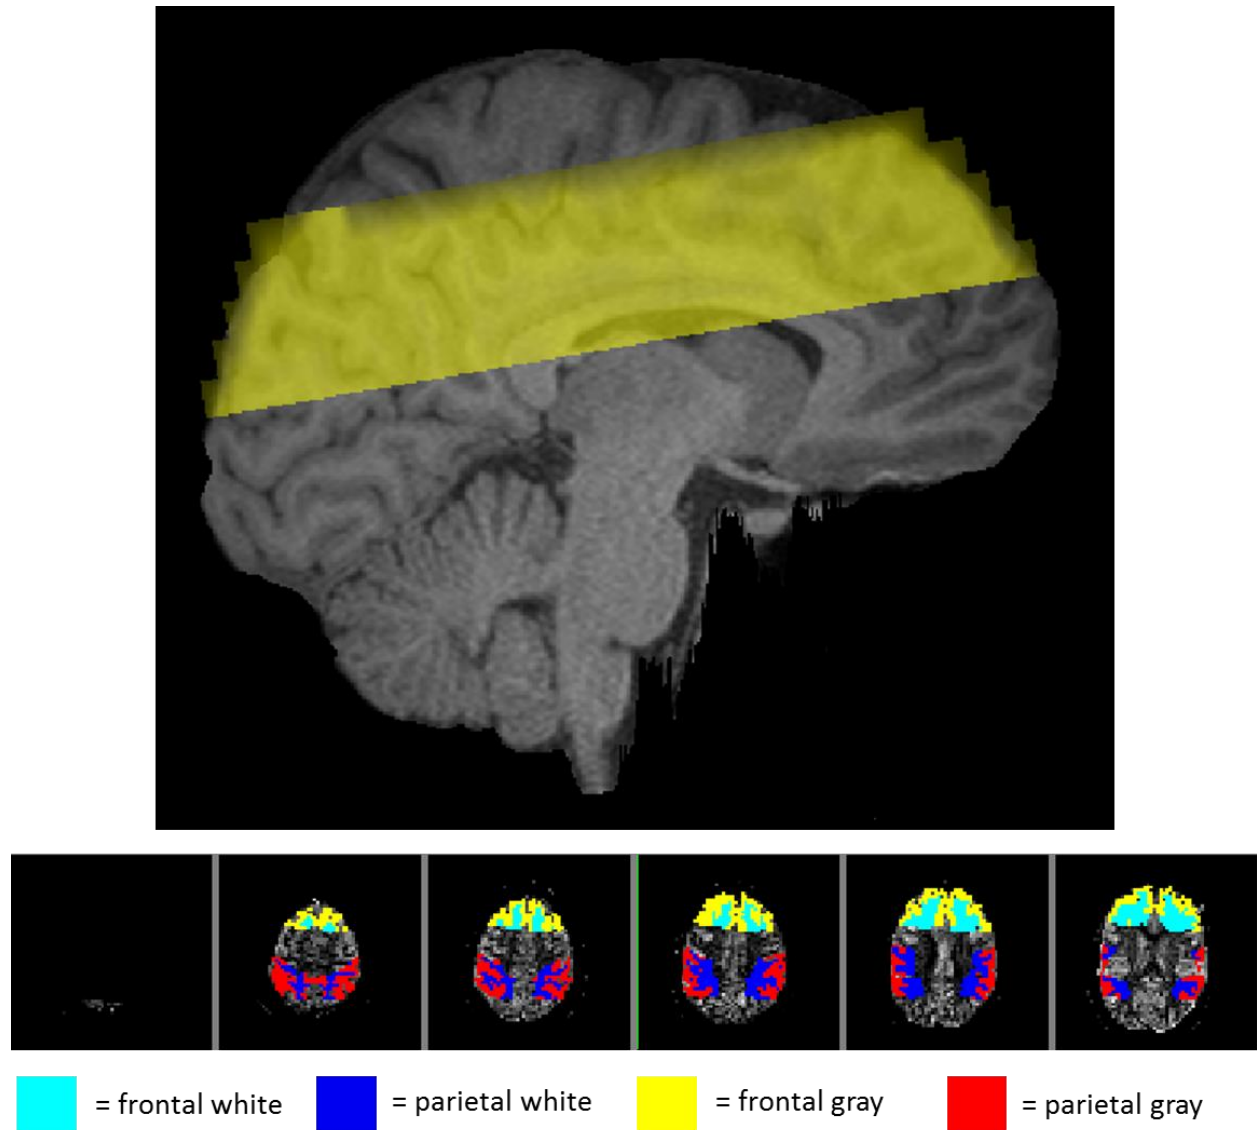 = frontal white
= parietal white
= frontal gray
= parietal gray